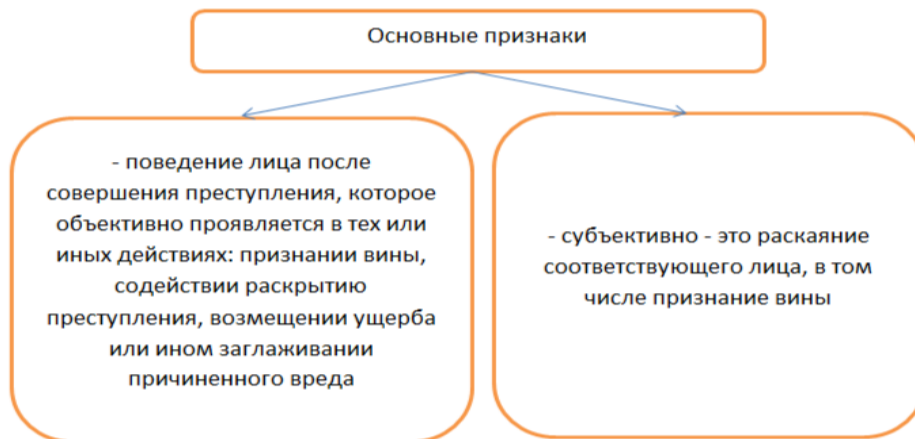 Основные признаки
- поведение лица после
совершения преступления, которое
объективно проявляется в тех или
иных действиях: признании вины,
содействии раскрытию
преступления, возмещении ущерба
или ином заглаживании
причиненного вреда
- субъективно - это раскаяние
соответствующего лица, в том
числе признание вины